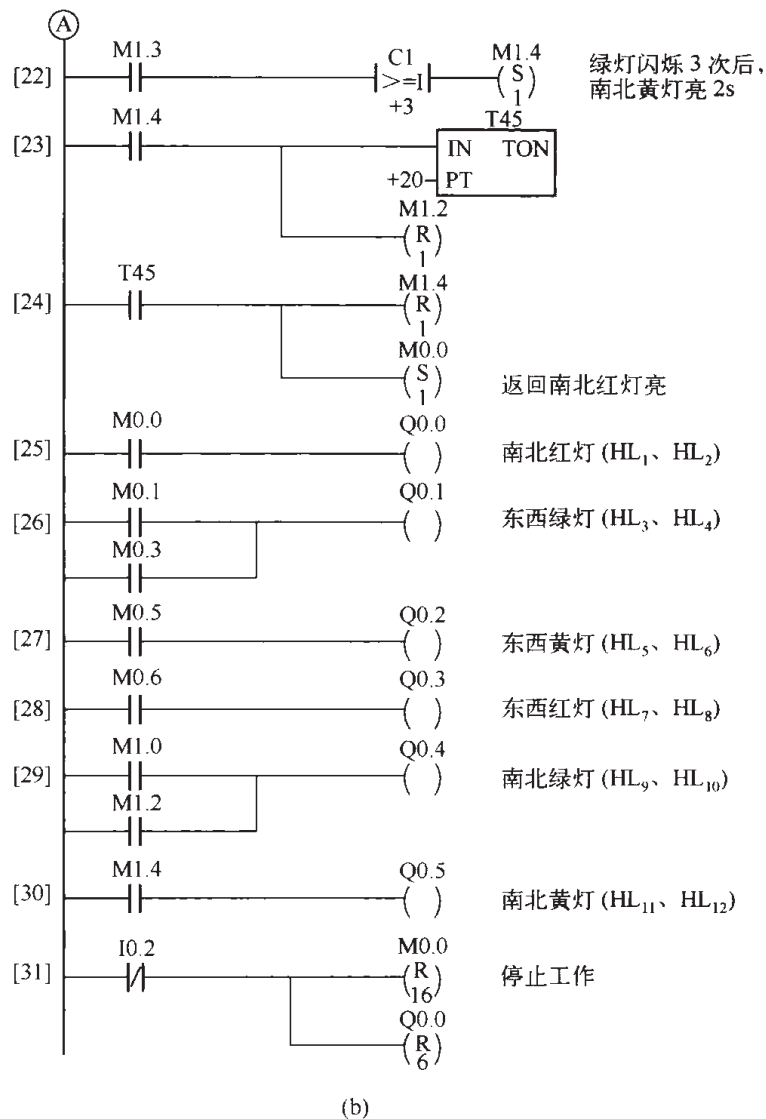 A
M1.3
C1
M1.4
[22]
>=I
S
绿灯闪烁 3 次后,
+3
1
南北黄灯亮 2s
M1.4
T45
[23]
IN TON
+20
PT
M1.2
R
1
T45
M1.4
[24]
R
1
M0.0
S
1
返回南北红灯亮
M0.0
Q0.0
[25]
南北红灯 (HL₁、HL₂)
M0.1
Q0.1
[26]
东西绿灯 (HL₃、HL₄)
M0.3
M0.5
Q0.2
[27]
东西黄灯 (HL₅、HL₆)
M0.6
Q0.3
[28]
东西红灯 (HL₇、HL₈)
M1.0
Q0.4
[29]
南北绿灯 (HL₉、HL₁₀)
M1.2
M1.4
Q0.5
[30]
南北黄灯 (HL₁₁、HL₁₂)
I0.2
M0.0
[31]
R
停止工作
16
Q0.0
R
6
(b)